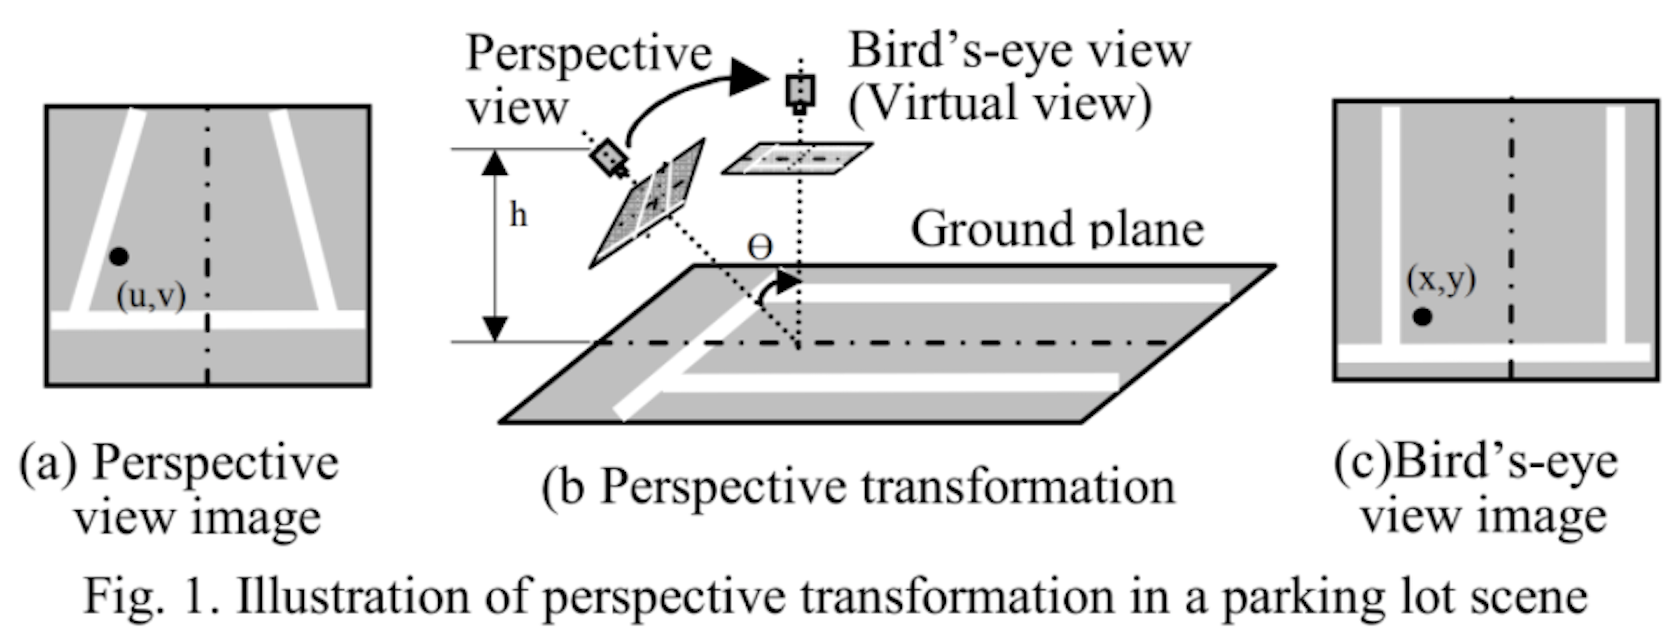 Perspective
view
Bird's-eye view
(Virtual view)
h
Θ
Ground plane
(u,v)
(x,y)
(a) Perspective
view image
(b Perspective transformation
(c)Bird's-eye
view image
Fig. 1. Illustration of perspective transformation in a parking lot scene